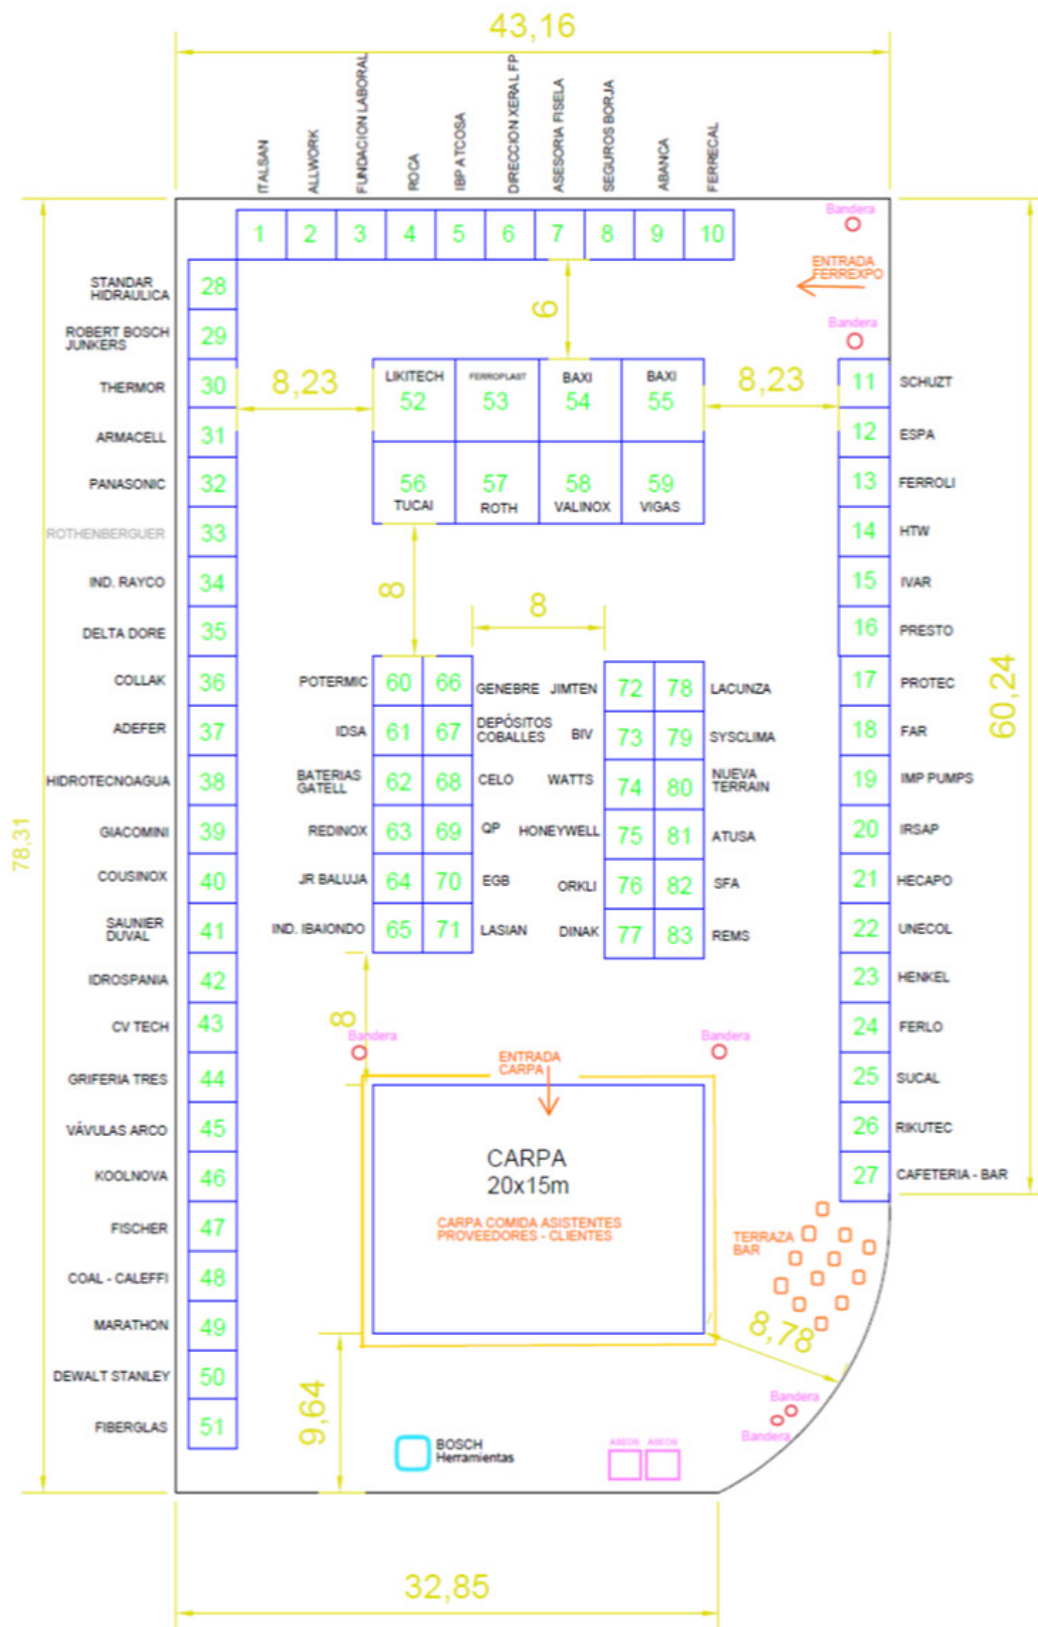 43,16
ITALSAN
ALLWORK
FUNDACION LABORAL
ROCA
IBP ATCOSA
DIRECCION XERAL FP
ASESORIA FISELA
SEGUROS BORJA
ABANCA
FERRECAL
1 2 3 4 5 6 7 8 9 10
Bandera
ENTRADA
FERREXPO
Bandera
STANDAR
HIDRAULICA
28
ROBERT BOSCH
JUNKERS
29
THERMOR
30
ARMACELL
31
PANASONIC
32
ROTHENBERGUER
33
IND. RAYCO
34
DELTA DORE
35
COLLAK
36
ADEFER
37
HIDROTECNOAGUA
38
GIACOMINI
39
COUSINOX
40
SAUNIER
DUVAL
41
IDROSPANIA
42
CV TECH
43
GRIFERIA TRES
44
VÁVULAS ARCO
45
KOOLNOVA
46
FISCHER
47
COAL - CALEFFI
48
MARATHON
49
DEWALT STANLEY
50
FIBERGLAS
51
78,31
6
8,23
8,23
LIKITECH
52
FERROPLAST
53
BAXI
54
BAXI
55
56
TUCAI
57
ROTH
58
VALINOX
59
VIGAS
8
8
POTERMIC
60
66
GENEBRE
IDSA
61
67
DEPÓSITOS
COBALLES
BATERIAS
GATELL
62
68
CELO
REDINOX
63
69
QP
JR BALUJA
64
70
EGB
IND. IBAIONDO
65
71
LASIAN
JIMTEN
72
78
LACUNZA
BIV
73
79
SYSCLIMA
WATTS
74
80
NUEVA
TERRAIN
HONEYWELL
75
81
ATUSA
ORKLI
76
82
SFA
DINAK
77
83
REMS
11
SCHUZT
12
ESPA
13
FERROLI
14
HTW
15
IVAR
16
PRESTO
17
PROTEC
18
FAR
19
IMP PUMPS
20
IRSAP
21
HECAPO
22
UNECOL
23
HENKEL
24
FERLO
25
SUCAL
26
RIKUTEC
27
CAFETERIA - BAR
60,24
8
Bandera
Bandera
ENTRADA
CARPA
CARPA
20x15m
CARPA COMIDA ASISTENTES
PROVEEDORES - CLIENTES
TERRAZA
BAR
8,78
9,64
Bandera
Bandera
BOSCH
Herramientas
ASEOS
ASEOS
32,85